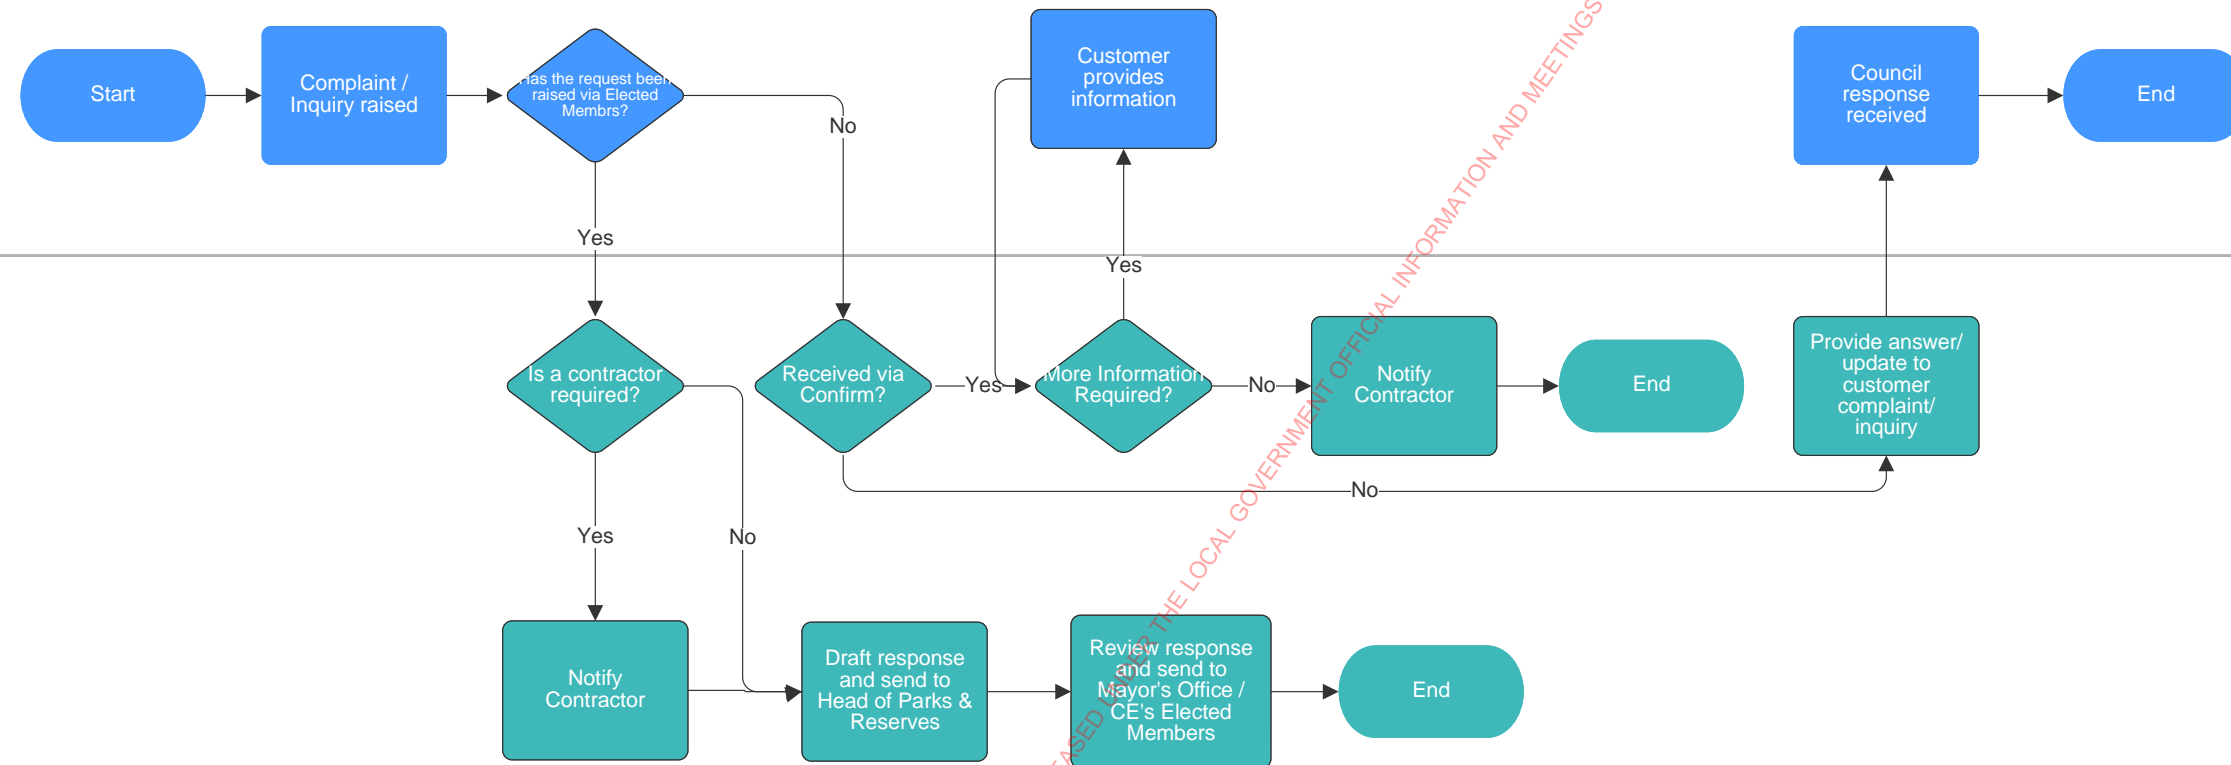 Start
Complaint /
Inquiry raised
Has the request been
raised via Elected
Membrs?
No
Customer
provides
information
Council
response
received
End
Yes
Yes
Is a contractor
required?
Received via
Confirm?
Yes
More Information
Required?
No
Notify
Contractor
End
Provide answer/
update to
customer
complaint/
inquiry
No
Yes
No
Notify
Contractor
Draft response
and send to
Head of Parks &
Reserves
Review response
and send to
Mayor's Office /
CE's Elected
Members
End
EASED UNDER THE LOCAL GOVERNMENT OFFICIAL INFORMATION AND MEETINGS